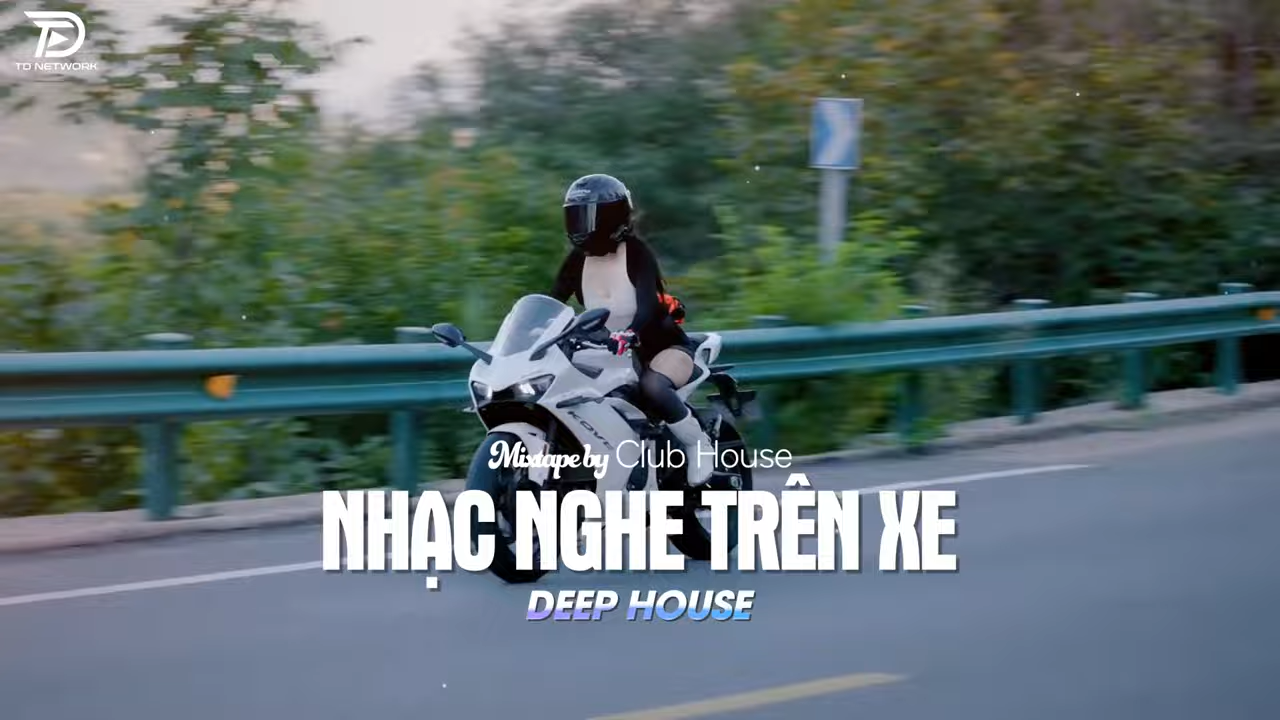 TD NETWORK
Mixtape by Club House
NHẠC NGHE TRÊN XE
DEEP HOUSE